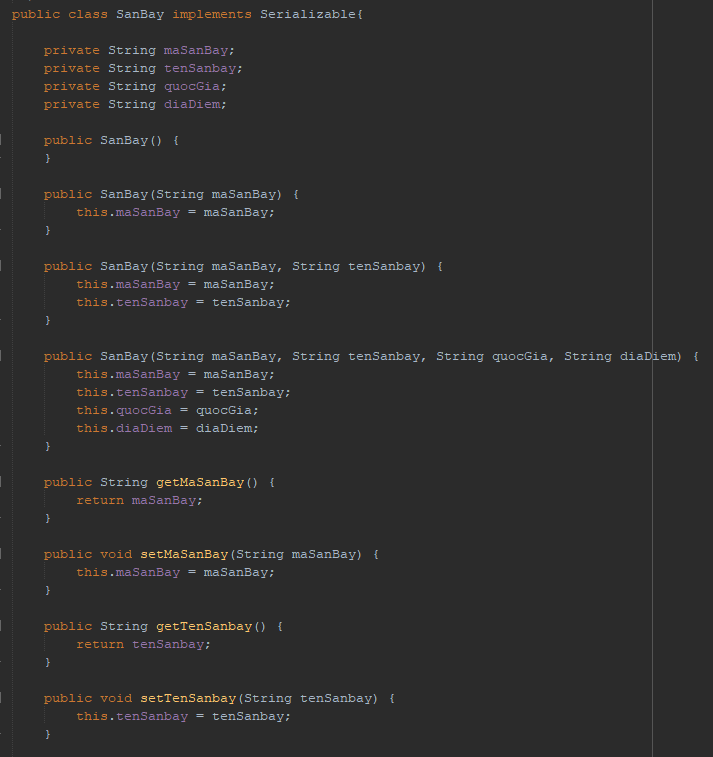 public class SanBay implements Serializable{
private String maSanBay;
private String tenSanbay;
private String quocGia;
private String diaDiem;
public SanBay() {
}
public SanBay(String maSanBay) {
this.maSanBay = maSanBay;
}
public SanBay(String maSanBay, String tenSanbay) {
this.maSanBay = maSanBay;
this.tenSanbay = tenSanbay;
}
public SanBay(String maSanBay, String tenSanbay, String quocGia, String diaDiem) {
this.maSanBay = maSanBay;
this.tenSanbay = tenSanbay;
this.quocGia = quocGia;
this.diaDiem = diaDiem;
}
public String getMaSanBay() {
return maSanBay;
}
public void setMaSanBay(String maSanBay) {
this.maSanBay = maSanBay;
}
public String getTenSanbay() {
return tenSanbay;
}
public void setTenSanbay(String tenSanbay) {
this.tenSanbay = tenSanbay;
}